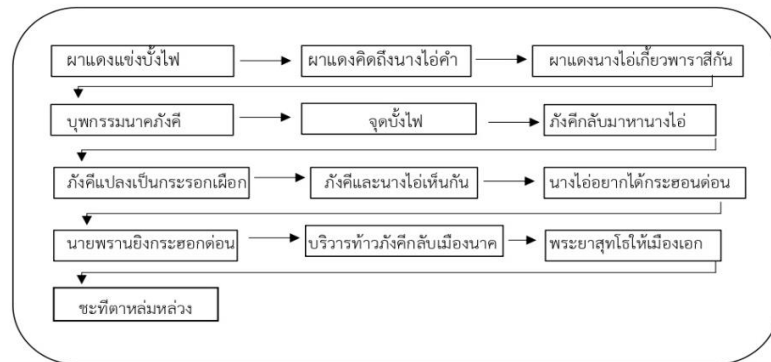 ผาแดงแข่งบั้งไฟ
ผาแดงคิดถึงนางไอ่คำ
ผาแดงนางไอ่เกี้ยวพาราสีกัน
บุพกรรมนาคภังคี
จุดบั้งไฟ
ภังคีกลับมาหานางไอ่
ภังคีแปลงเป็นกระรอกเผือก
ภังคีและนางไอ่เห็นกัน
นางไอ่อยากได้กระฮอนด่อน
นายพรานยิงกระฮอกด่อน
บริวารท้าวภังคีกลับเมืองนาค
พระยาสุทโธให้เมืองเอก
ชะทีตาหล่มหล่วง